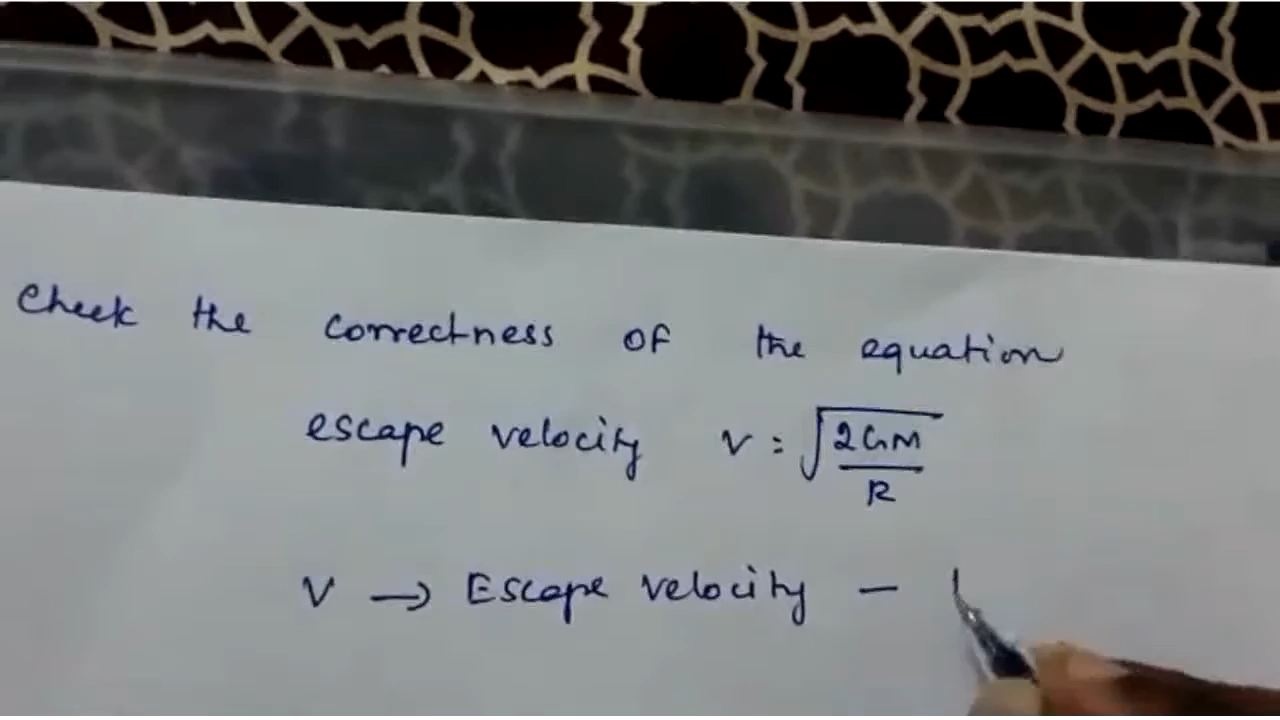 Check the correctness of the equation
escape velocity v = √2GM/R
V → Escape velocity -